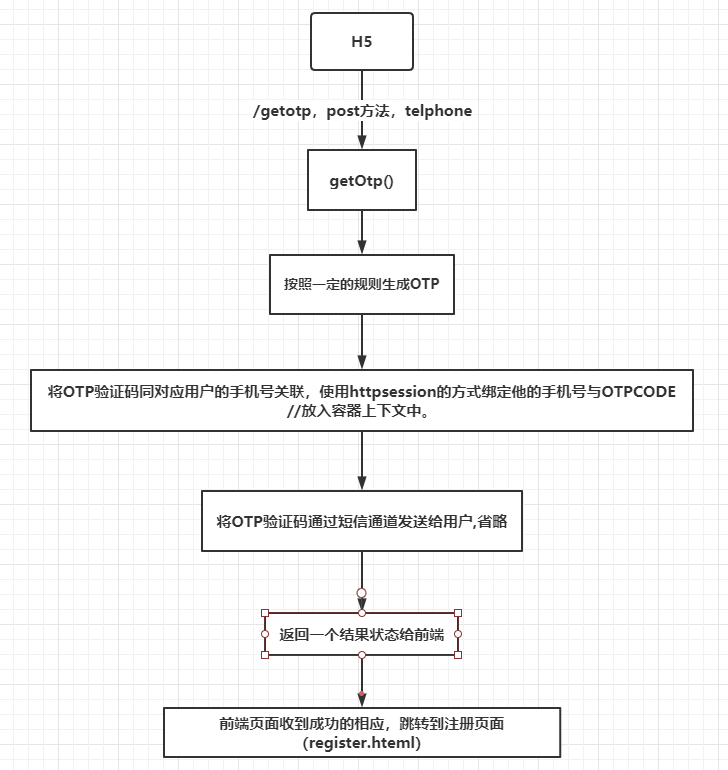 H5
/getotp，post方法，telphone
getOtp()
按照一定的规则生成OTP
将OTP验证码同对应用户的手机号关联，使用httpsession的方式绑定他的手机号与OTPCODE
//放入容器上下文中。
将OTP验证码通过短信通道发送给用户,省略
返回一个结果状态给前端
前端页面收到成功的相应，跳转到注册页面
（register.hteml）